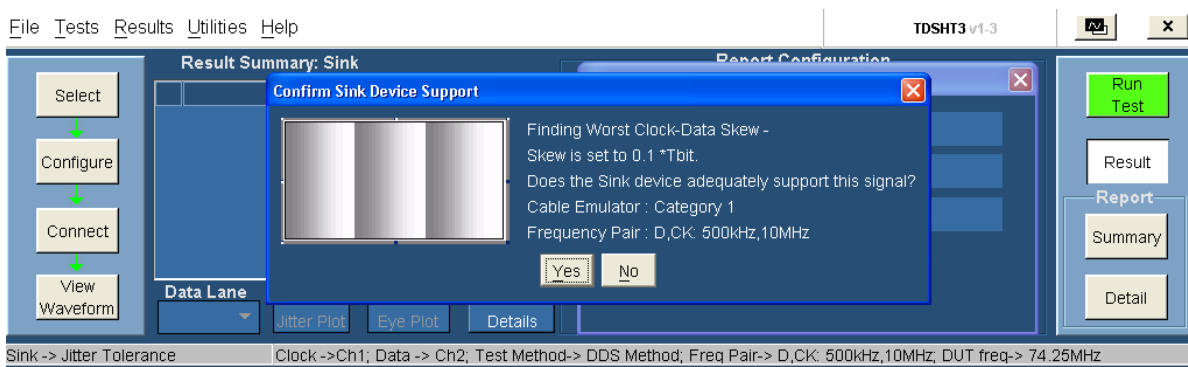 File Tests Results Utilities Help
TDSHT3 v1-3
x
Result Summary: Sink
Report Configuration
Select
Configure
Connect
View
Waveform
Confirm Sink Device Support
Finding Worst Clock-Data Skew -
Skew is set to 0.1 *Tbit.
Does the Sink device adequately support this signal?
Cable Emulator : Category 1
Frequency Pair : D,CK: 500kHz,10MHz
Yes No
Data Lane
Jitter Plot Eye Plot Details
Run
Test
Result
Report
Summary
Detail
Sink -> Jitter Tolerance Clock ->Ch1; Data -> Ch2; Test Method-> DDS Method; Freq Pair-> D,CK: 500kHz,10MHz; DUT freq-> 74.25MHz